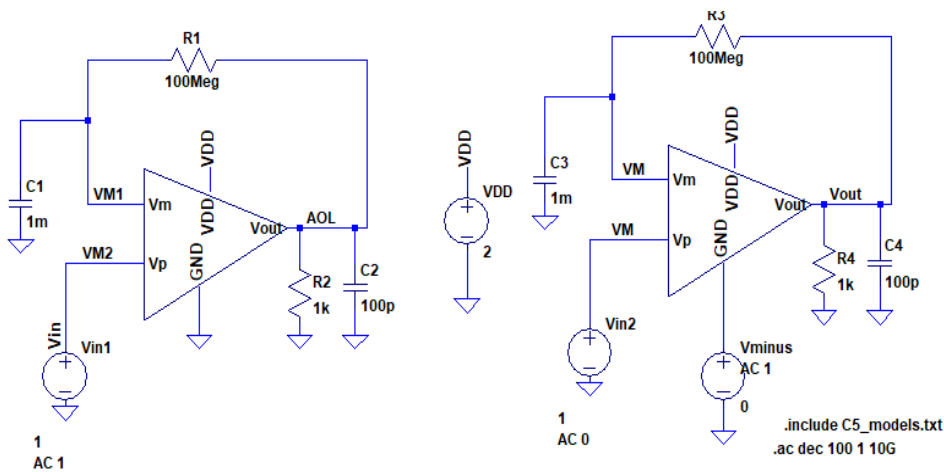 R1
100Meg
VDD
C1
1m
VM1
Vm
VDD
Vout
AOL
VM2
Vp
GND
R2
1k
C2
100p
Vin
Vin1
1
AC 1
VDD
VDD
2
R3
100Meg
VDD
C3
1m
VM
Vm
VDD
Vout
Vout
VM
Vp
GND
R4
1k
C4
100p
Vin2
1
AC 0
Vminus
AC 1
0
.include C5_models.txt
.ac dec 100 1 10G